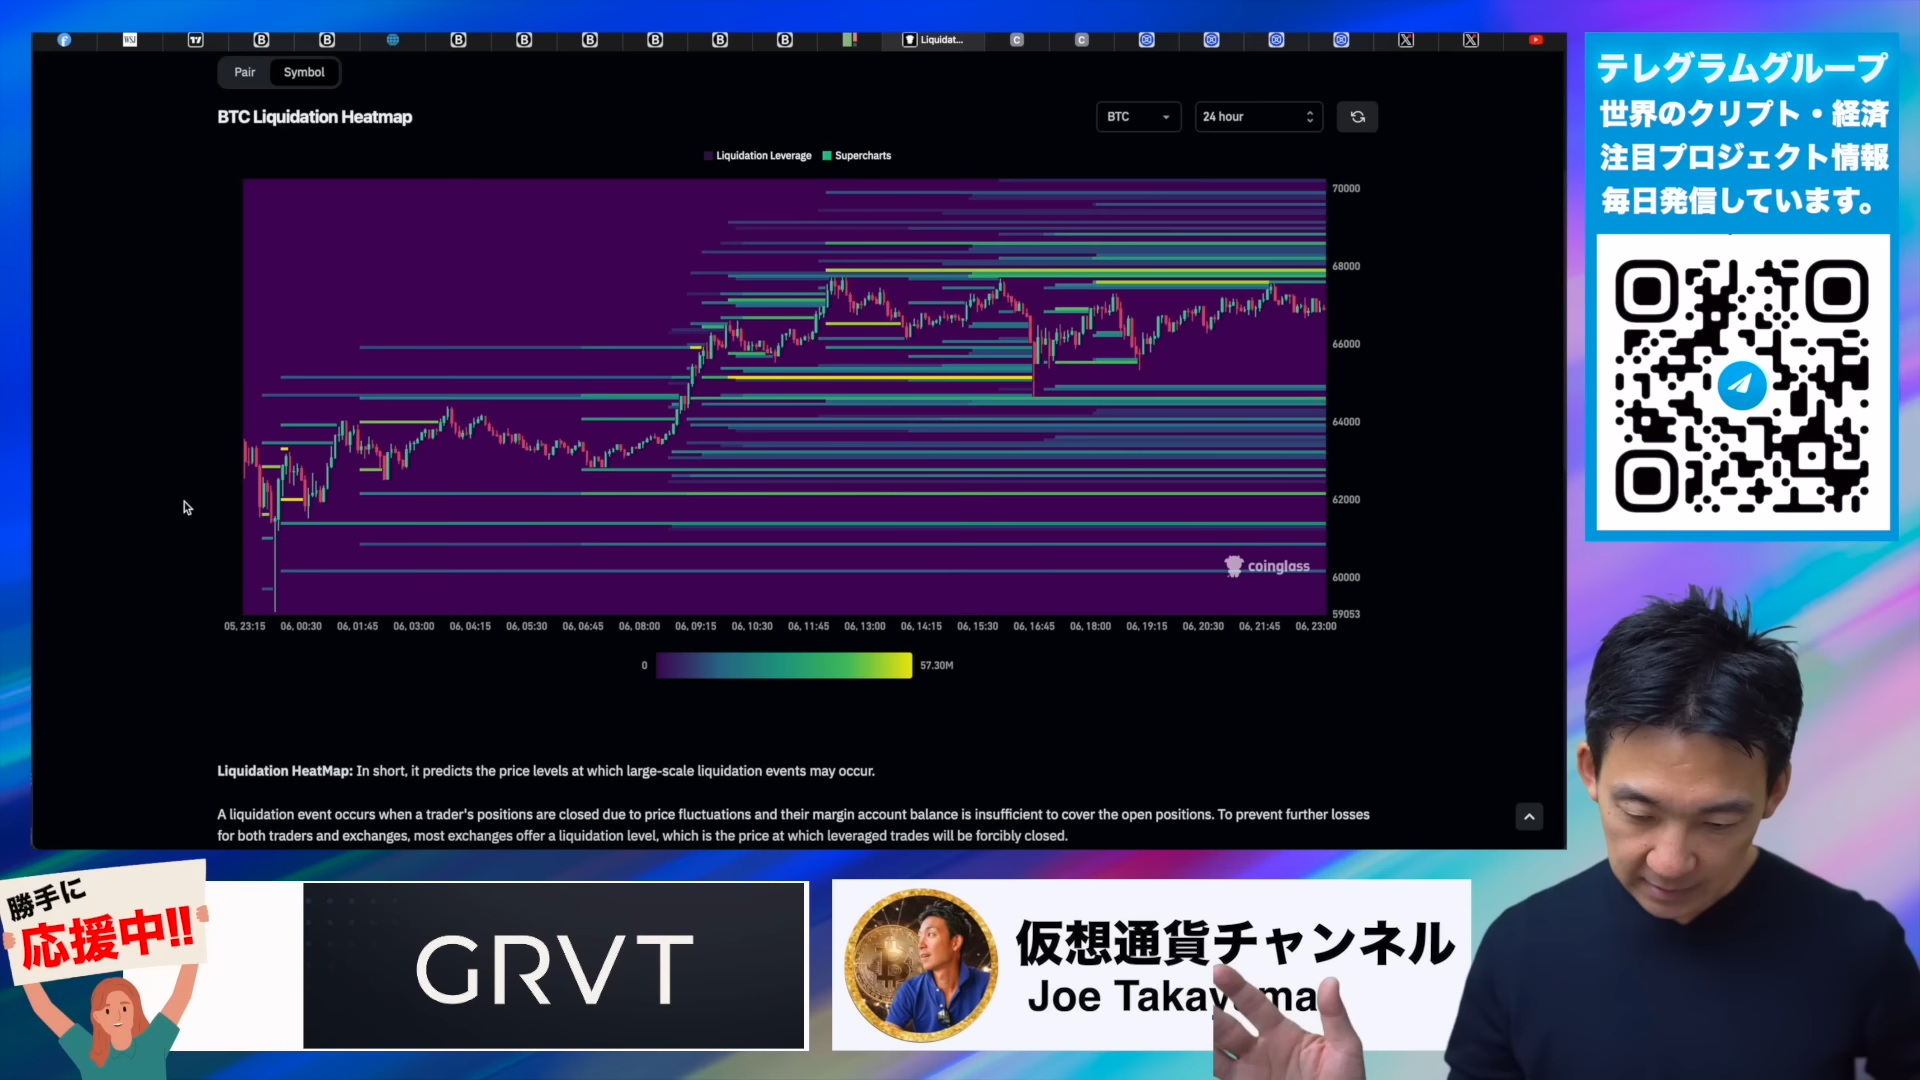 WSJ
Liquidat...
Pair
Symbol
BTC Liquidation Heatmap
BTC
24 hour
Liquidation Leverage
Supercharts
70000
68000
66000
64000
62000
60000
59053
coinglass
05, 23:15
06, 00:30
06, 01:45
06, 03:00
06, 04:15
06, 05:30
06, 06:45
06, 08:00
06, 09:15
06, 10:30
06, 11:45
06, 13:00
06, 14:15
06, 15:30
06, 16:45
06, 18:00
06, 19:15
06, 20:30
06, 21:45
06, 23:00
0
57.30M
Liquidation HeatMap: In short, it predicts the price levels at which large-scale liquidation events may occur.
A liquidation event occurs when a trader's positions are closed due to price fluctuations and their margin account balance is insufficient to cover the open positions. To prevent further losses
for both traders and exchanges, most exchanges offer a liquidation level, which is the price at which leveraged trades will be forcibly closed.
テレグラムグループ
世界のクリプト・経済
注目プロジェクト情報
毎日発信しています。
勝手に
応援中!!
GRVT
仮想通貨チャンネル
Joe Takayama